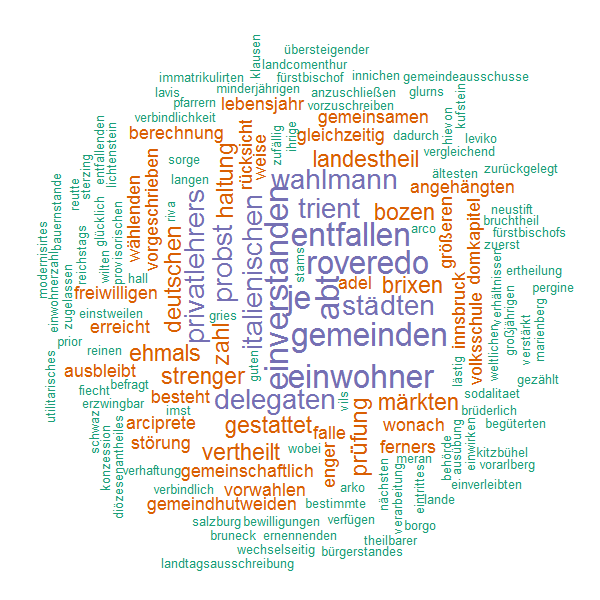 übersteigender
klausen
landcomenthur
immatrikulirten
fürstbischof
innichen
gemeindeausschusse
lavis
minderjährigen
anzuschließen
glurns
pfarrern
lebensjahr
vorzuschreiben
kufstein
verbindlichkeit
gemeinsamen
hievon
berechnung
rücksicht
weise
zufällig
ihrige
gleichzeitig
dadurch
leviko
vergleichend
entfallenden
lichtenstein
sorge
haltung
landestheil
ältesten
zurückgelegt
reutte
sterzing
wählenden
vorgeschrieben
langen
wahlmann
angehängten
modernisirtes
bauernstande
einwohnerzahl
glücklich
provisorischen
riva
privatlehrers
italienischen
einverstanden
trient
bozen
größeren
domkapitel
neustift
bruchtheil
fürstbischofs
zugelassen
reichstags
wilten
deutschen
probst
stams
entfallen
arco
zuerst
hall
roveredo
innsbruck
volksschule
verhältnissen
ertheilung
freiwilligen
je
abt
adel
brixen
pergine
einstweilen
gries
städten
großjährigen
verstärkt
marienberg
erreicht
zahl
gemeinden
weltlichen
prior
reinen
ehmals
guten
lästig
utilitarisches
ausbleibt
strenger
einwohner
gezählt
fiecht
befragt
besteht
delegaten
vils
märkten
sodalitaet
erzwingbar
imst
brüderlich
schwaz
arciprete
gestattet
falle
prüfung
wonach
begüterten
konzession
diözesenantheiles
störung
vertheilt
wobei
enger
ferners
behörde
ausübung
einwirken
kitzbühel
verhaftung
gemeinschaftlich
meran
vorarlberg
verbindlich
vorwahlen
arko
nächsten
verarbeitung
eintrittes
einverleibten
gemeindhutweiden
bestimmte
lande
salzburg
bewilligungen
verfügen
borgo
bruneck
ernennenden
theilbarer
wechselseitig
bürgerstandes
landtagsausschreibung